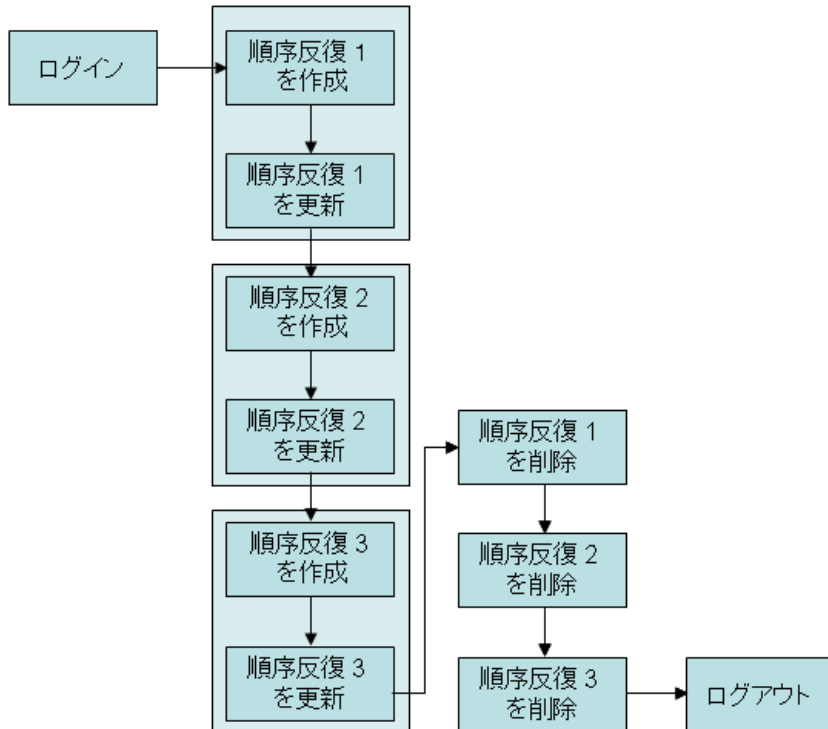 ログイン
順序反復 1
を作成
順序反復 1
を更新
順序反復 2
を作成
順序反復 2
を更新
順序反復 3
を作成
順序反復 3
を更新
順序反復 1
を削除
順序反復 2
を削除
順序反復 3
を削除
ログアウト